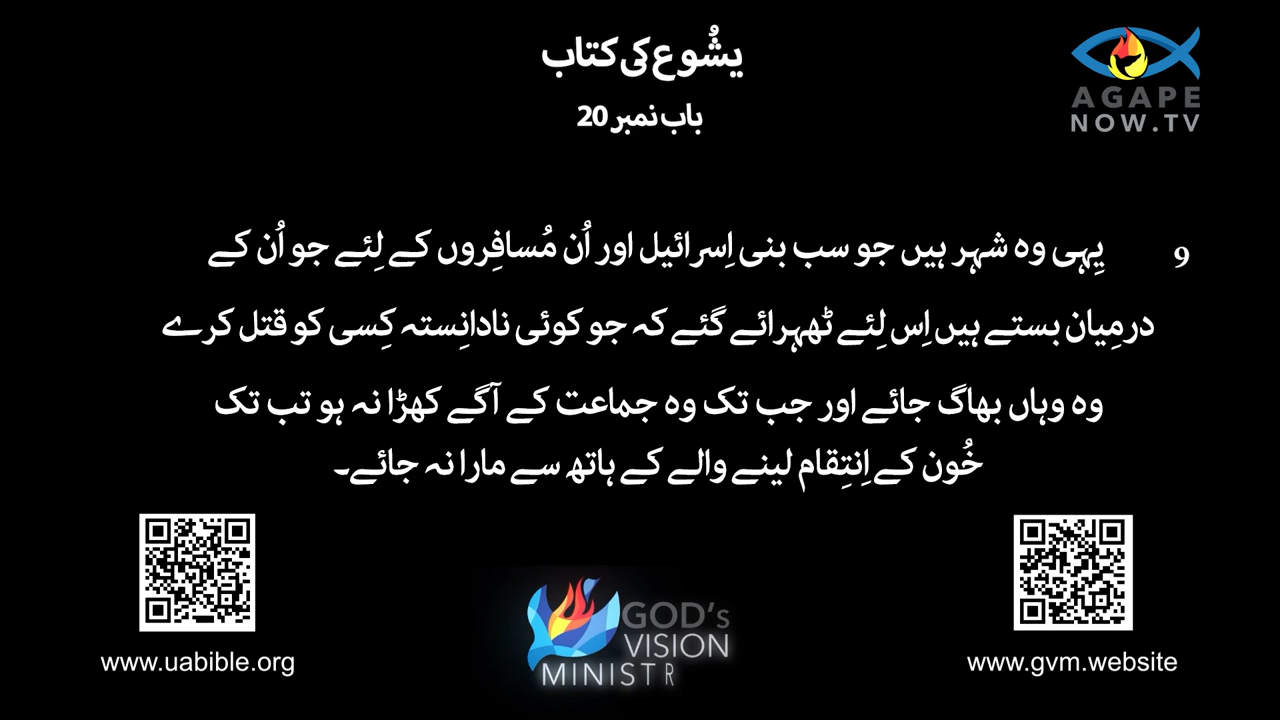 یشُوع کی کتاب
باب نمبر 20
AGAPE
NOW.TV
9 یِہی وہ شہر ہیں جو سب بنی اِسرائیل اور اُن مُسافِروں کے لِئے جو اُن کے
درمِیان بستے ہیں اِس لِئے ٹھہرائے گئے کہ جو کوئی نادانِستہ کِسی کو قتل کرے
وہ وہاں بھاگ جائے اور جب تک وہ جماعت کے آگے کھڑا نہ ہو تب تک
خُون کے اِنتِقام لینے والے کے ہاتھ سے مارا نہ جائے۔
GOD's
VISION
MINISTR
www.uabible.org
www.gvm.website